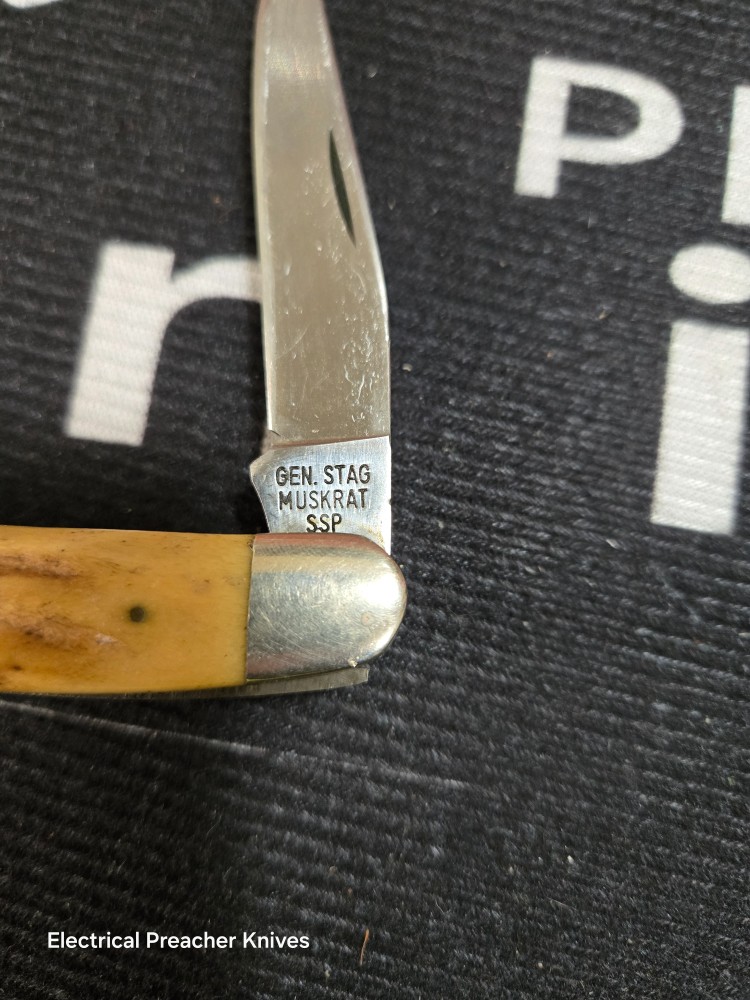 P
r
i
GEN. STAG
MUSKRAT
SSP
Electrical Preacher Knives